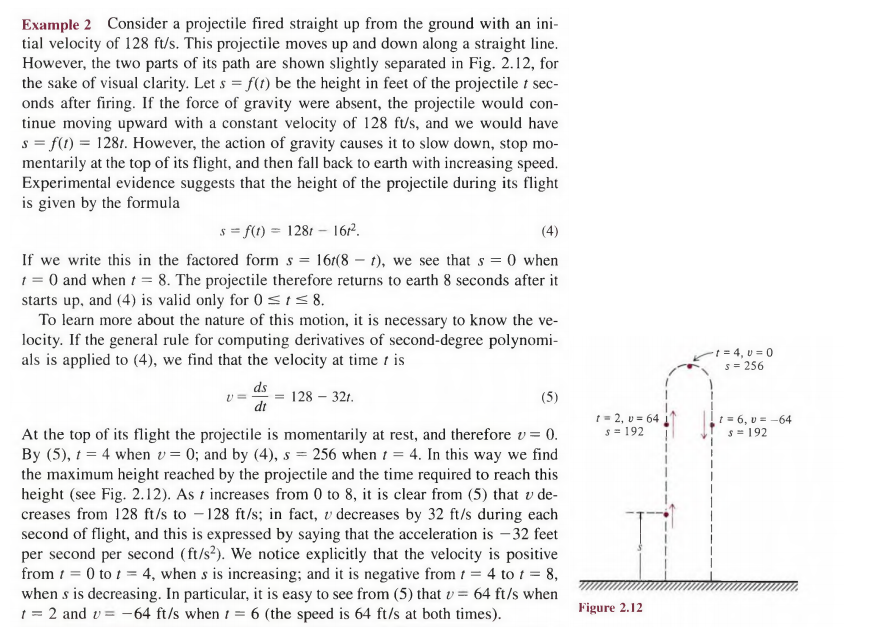 Example 2 Consider a projectile fired straight up from the ground with an ini-
tial velocity of 128 ft/s. This projectile moves up and down along a straight line.
However, the two parts of its path are shown slightly separated in Fig. 2.12, for
the sake of visual clarity. Let s = f(t) be the height in feet of the projectile t sec-
onds after firing. If the force of gravity were absent, the projectile would con-
tinue moving upward with a constant velocity of 128 ft/s, and we would have
s = f(t) = 128t. However, the action of gravity causes it to slow down, stop mo-
mentarily at the top of its flight, and then fall back to earth with increasing speed.
Experimental evidence suggests that the height of the projectile during its flight
is given by the formula
s = f(t) = 128t − 16t². (4)
If we write this in the factored form s = 16t(8 − t), we see that s = 0 when
t = 0 and when t = 8. The projectile therefore returns to earth 8 seconds after it
starts up, and (4) is valid only for 0 ≤ t ≤ 8.
To learn more about the nature of this motion, it is necessary to know the ve-
locity. If the general rule for computing derivatives of second-degree polynomi-
als is applied to (4), we find that the velocity at time t is
v = ds/dt = 128 − 32t. (5)
At the top of its flight the projectile is momentarily at rest, and therefore v = 0.
By (5), t = 4 when v = 0; and by (4), s = 256 when t = 4. In this way we find
the maximum height reached by the projectile and the time required to reach this
height (see Fig. 2.12). As t increases from 0 to 8, it is clear from (5) that v de-
creases from 128 ft/s to −128 ft/s; in fact, v decreases by 32 ft/s during each
second of flight, and this is expressed by saying that the acceleration is −32 feet
per second per second (ft/s²). We notice explicitly that the velocity is positive
from t = 0 to t = 4, when s is increasing; and it is negative from t = 4 to t = 8,
when s is decreasing. In particular, it is easy to see from (5) that v = 64 ft/s when
t = 2 and v = −64 ft/s when t = 6 (the speed is 64 ft/s at both times).
t = 4, v = 0
s = 256
t = 2, v = 64
s = 192
t = 6, v = −64
s = 192
s
Figure 2.12